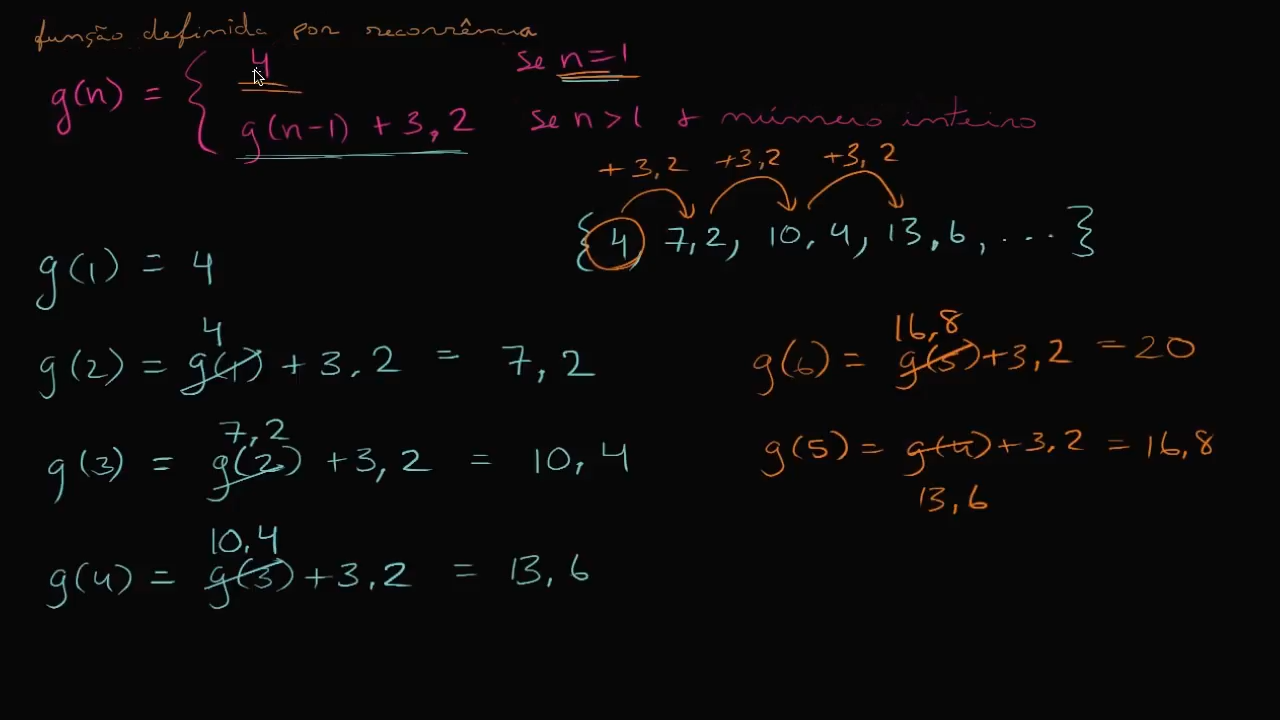 função definida por recorrência
g(n) = { 4 se n=1
g(n-1) + 3,2 se n>1 e número inteiro
+3,2 +3,2 +3,2
{4 7,2, 10,4, 13,6, ...}
g(1) = 4
4
g(2) = g(1) + 3,2 = 7,2
7,2
g(3) = g(2) + 3,2 = 10,4
10,4
g(4) = g(3) + 3,2 = 13,6
16,8
g(6) = g(5) + 3,2 = 20
g(5) = g(4) + 3,2 = 16,8
13,6